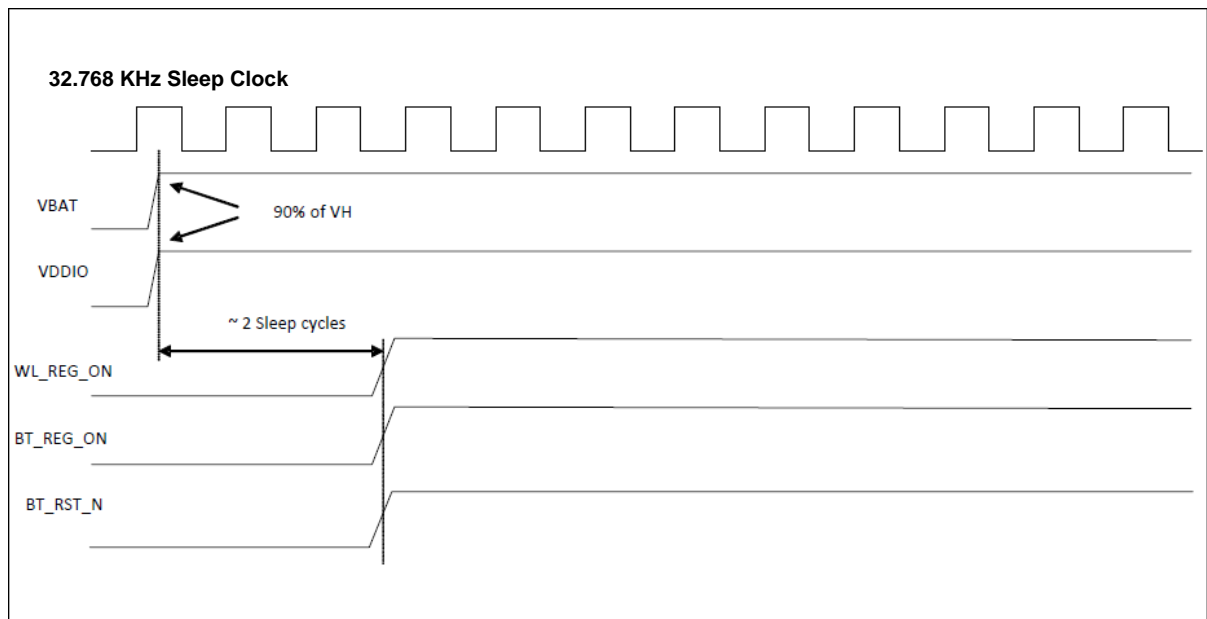 32.768 KHz Sleep Clock
VBAT
90% of VH
VDDIO
~ 2 Sleep cycles
WL_REG_ON
BT_REG_ON
BT_RST_N